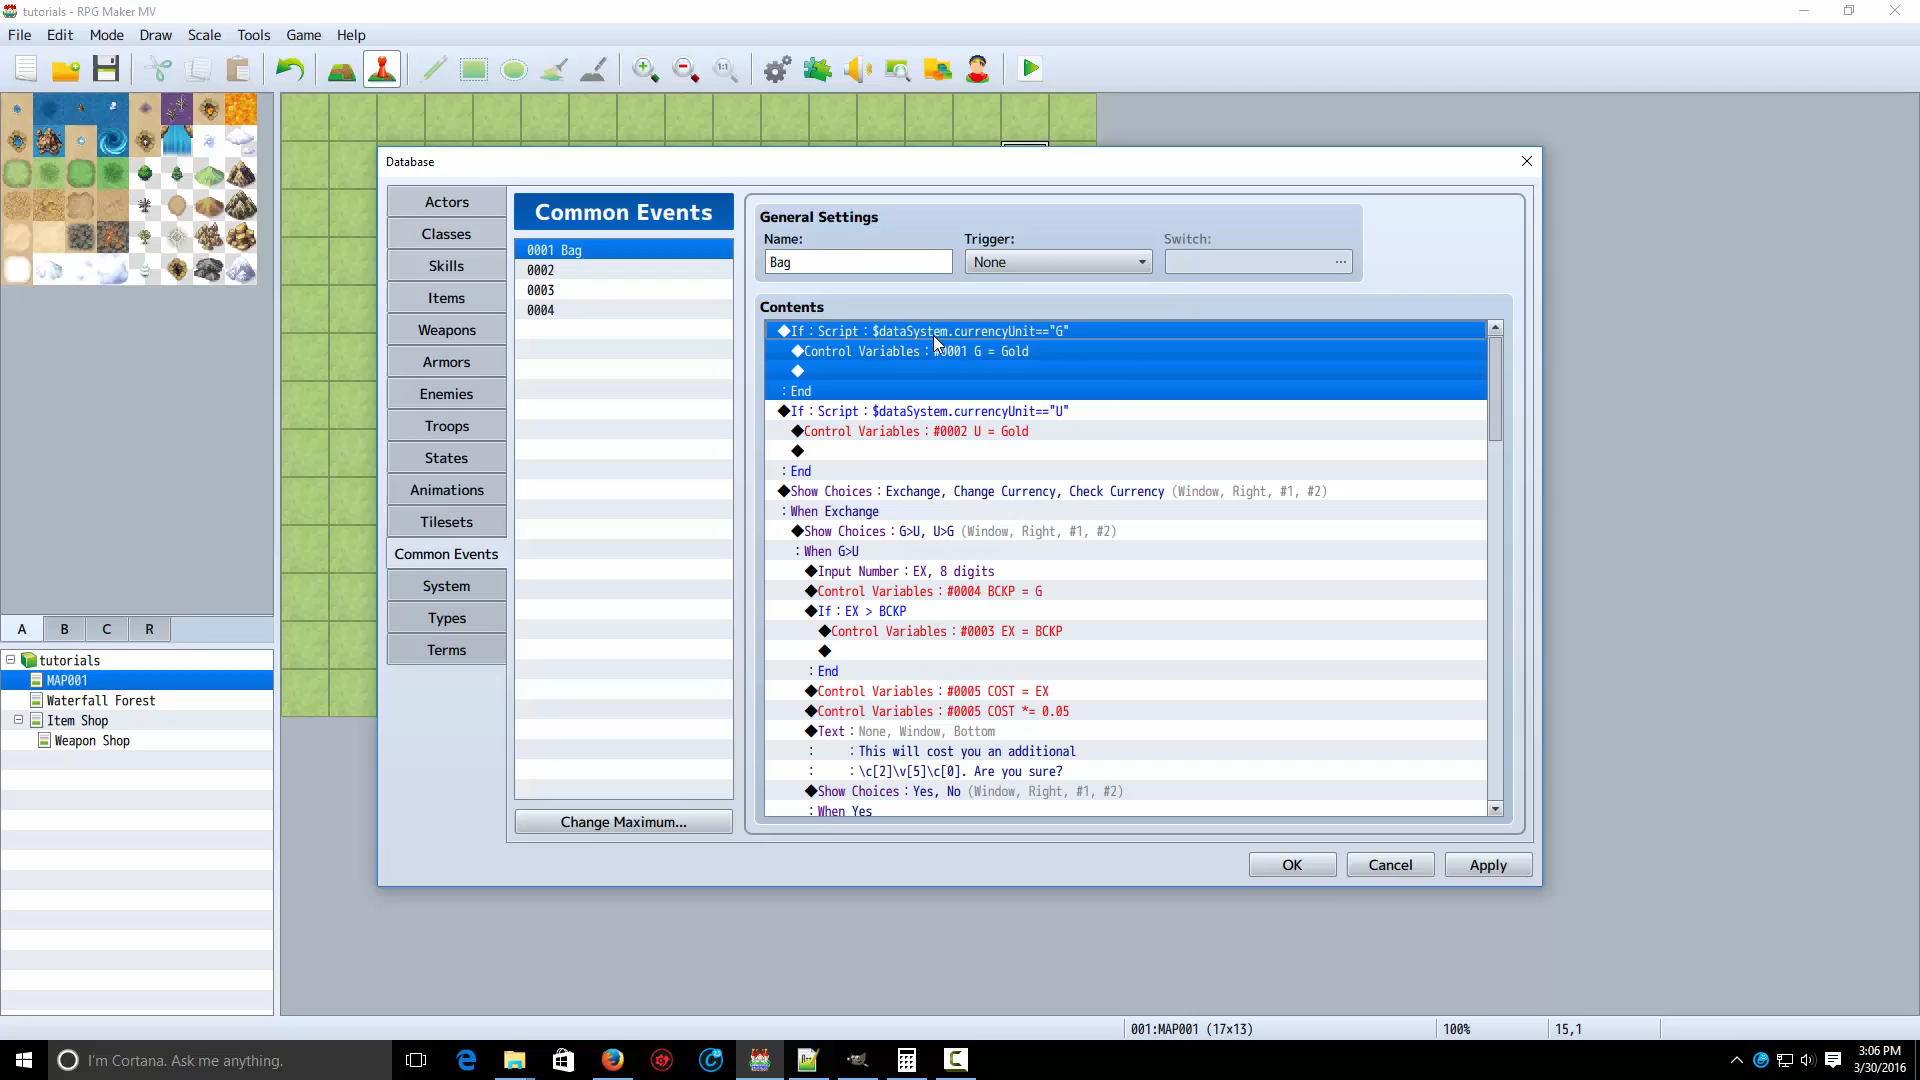 tutorials - RPG Maker MV
File Edit Mode Draw Scale Tools Game Help
1:1
Database
Actors
Classes
Skills
Items
Weapons
Armors
Enemies
Troops
States
Animations
Tilesets
Common Events
System
Types
Terms
Common Events
0001 Bag
0002
0003
0004
Change Maximum...
General Settings
Name: Trigger: Switch:
Bag None ...
Contents
◆If : Script : $dataSystem.currencyUnit=="G"
◆Control Variables : #0001 G = Gold
◆
: End
◆If : Script : $dataSystem.currencyUnit=="U"
◆Control Variables : #0002 U = Gold
◆
: End
◆Show Choices : Exchange, Change Currency, Check Currency (Window, Right, #1, #2)
: When Exchange
◆Show Choices : G>U, U>G (Window, Right, #1, #2)
: When G>U
◆Input Number : EX, 8 digits
◆Control Variables : #0004 BCKP = G
◆If : EX > BCKP
◆Control Variables : #0003 EX = BCKP
◆
: End
◆Control Variables : #0005 COST = EX
◆Control Variables : #0005 COST *= 0.05
◆Text : None, Window, Bottom
: : This will cost you an additional
: : \c[2]\v[5]\c[0]. Are you sure?
◆Show Choices : Yes, No (Window, Right, #1, #2)
: When Yes
OK Cancel Apply
A B C R
tutorials
MAP001
Waterfall Forest
Item Shop
Weapon Shop
001:MAP001 (17x13) 100% 15,1
I'm Cortana. Ask me anything.
3:06 PM
3/30/2016